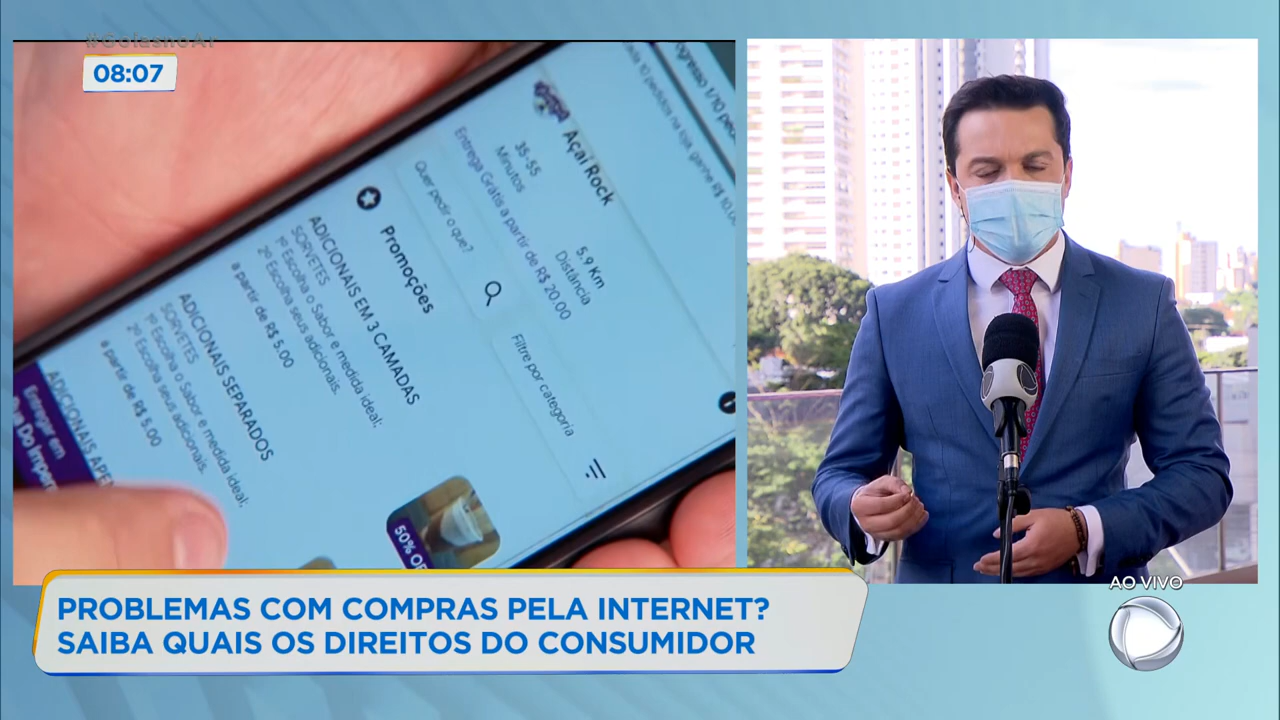 #GoiásnoAr
08:07
Açaí Rock
35-55
Minutos
5,9 Km
Distância
Entrega Grátis a partir de R$ 20,00
Quer pedir o que?
Filtre por categoria
Promoções
ADICIONAIS EM 3 CAMADAS
SORVETES
1º Escolha o Sabor e medida ideal:
2º Escolha seus adicionais.
a partir de R$ 5,00
ADICIONAIS SEPARADOS
SORVETES
1º Escolha o Sabor e medida ideal:
2º Escolha seus adicionais.
a partir de R$ 5,00
Entregar em
50%
PROBLEMAS COM COMPRAS PELA INTERNET?
SAIBA QUAIS OS DIREITOS DO CONSUMIDOR
AO VIVO